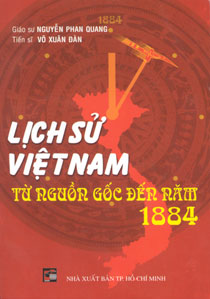 1884
Giáo sư NGUYỄN PHAN QUANG
Tiến sĩ VÕ XUÂN ĐÀN
LỊCH SỬ
VIỆT NAM
TỪ NGUỒN GỐC ĐẾN NĂM
1884
NHÀ XUẤT BẢN TP. HỒ CHÍ MINH